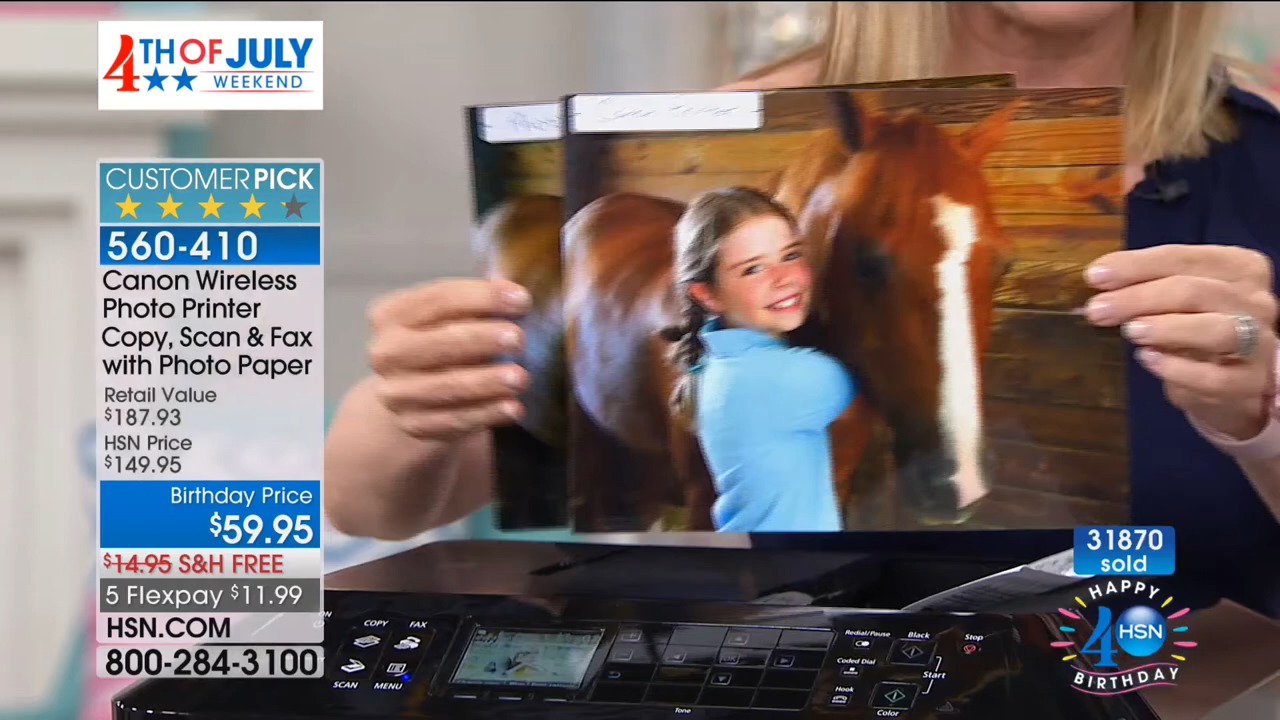 4TH OF JULY
WEEKEND
CUSTOMER PICK
560-410
Canon Wireless
Photo Printer
Copy, Scan & Fax
with Photo Paper
Retail Value
$187.93
HSN Price
$149.95
Birthday Price
$59.95
$14.95 S&H FREE
5 Flexpay $11.99
HSN.COM
800-284-3100
31870
sold
HAPPY
40 HSN
BIRTHDAY
COPY FAX
SCAN MENU
Redial/Pause Black Stop
Coded Dial
Start
Hook
Color
Tone